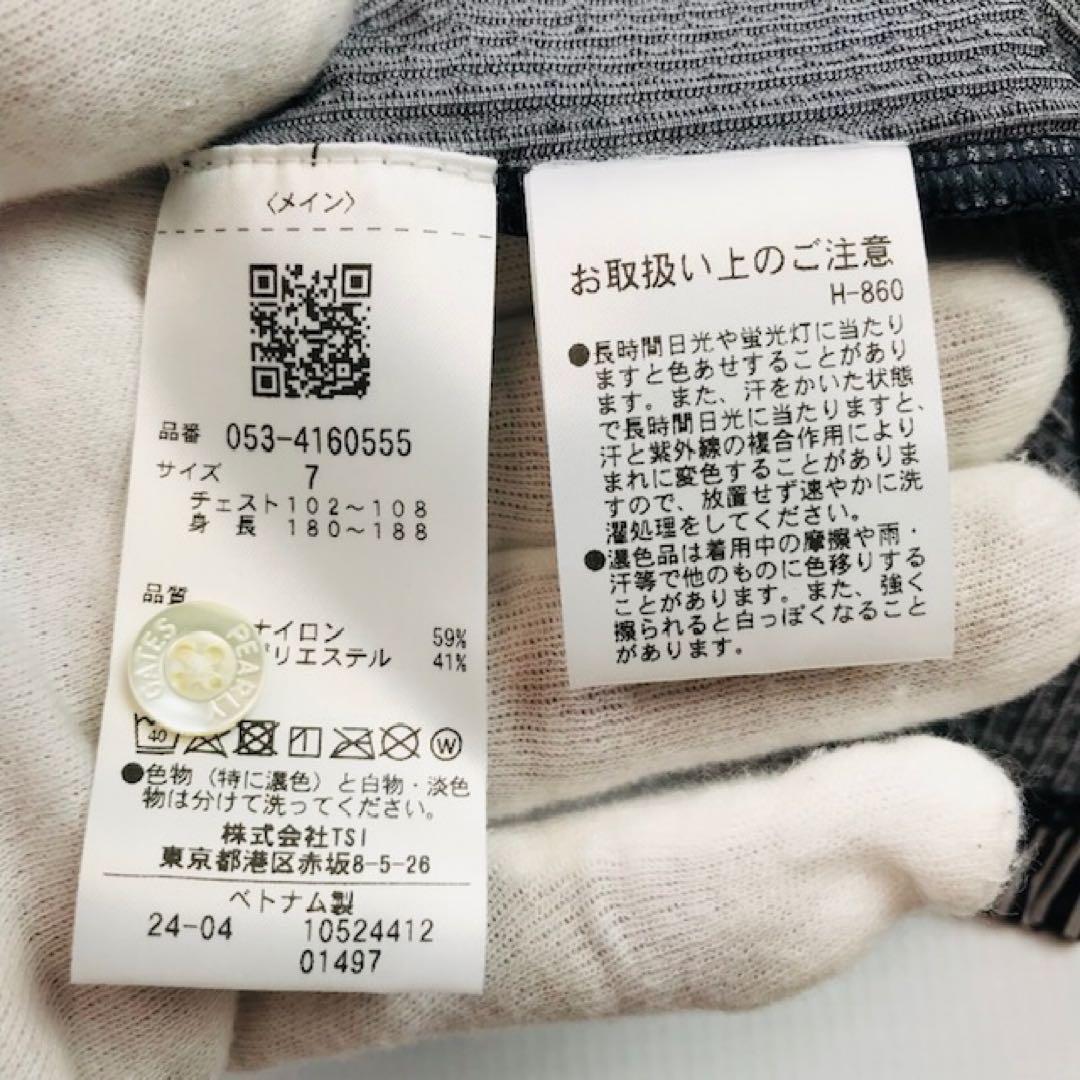 〈メイン〉
品番 053-4160555
サイズ 7
チェスト102～108
身 長 180～188
品質
ナイロン 59%
ポリエステル 41%
PEARLY GATES
40
W
●色物(特に濃色)と白物・淡色
物は分けて洗ってください。
株式会社TSI
東京都港区赤坂8-5-26
ベトナム製
24-04 10524412
01497
お取扱い上のご注意
H-860
●長時間日光や蛍光灯に当たり
ますと色あせすることがあり
ます。また、汗をかいた状態
で長時間日光に当たりますと、
汗と紫外線の複合作用により
まれに変色することがありま
すので、放置せず速やかに洗
濯処理をしてください。
●濃色品は着用中の摩擦や雨・
汗等で他のものに色移りする
ことがあります。また、強く
擦られると白っぽくなること
があります。